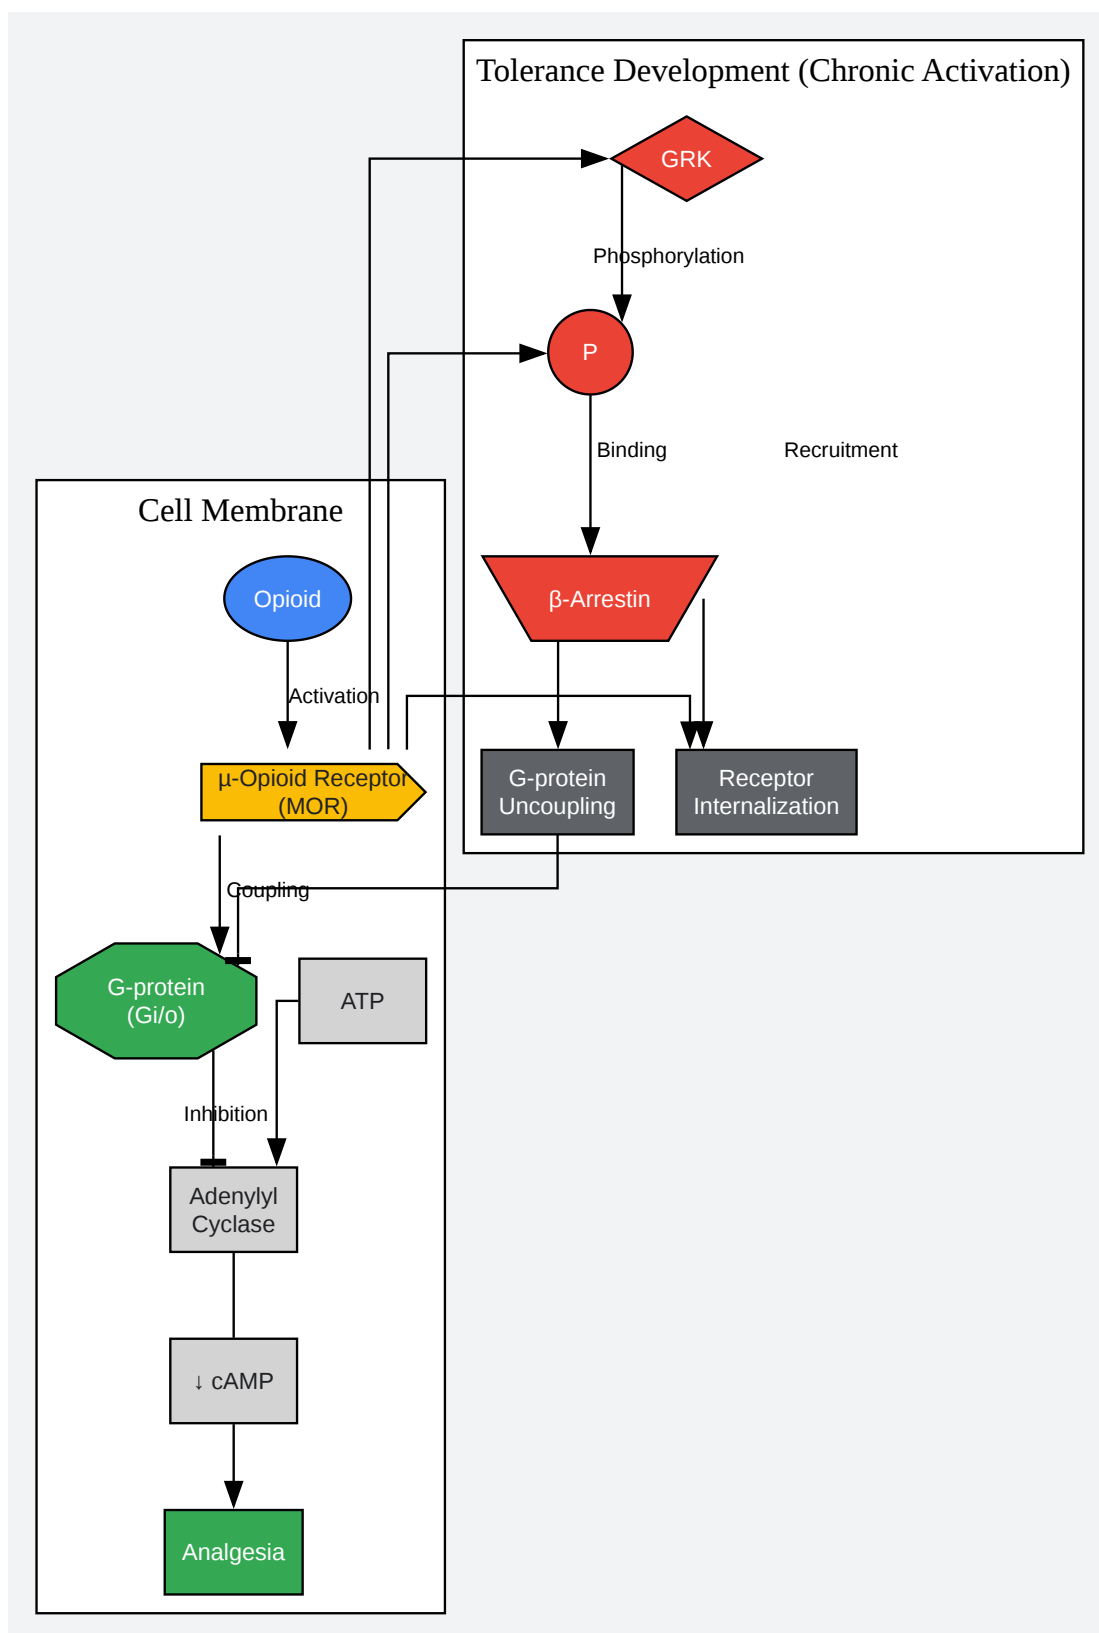 Tolerance Development (Chronic Activation)
GRK
Phosphorylation
P
Binding
Recruitment
Cell Membrane
Opioid
β-Arrestin
Activation
µ-Opioid Receptor
(MOR)
G-protein
Uncoupling
Receptor
Internalization
Coupling
G-protein
(Gi/o)
ATP
Inhibition
Adenylyl
Cyclase
↓ cAMP
Analgesia